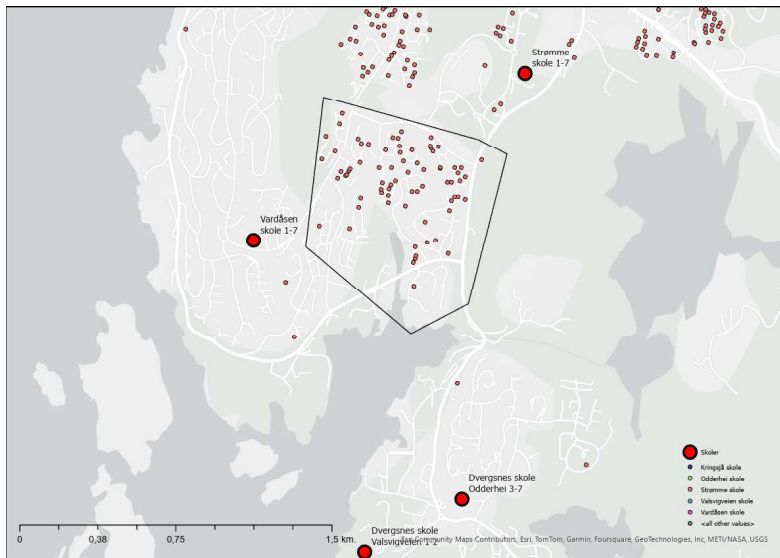 Strømme
skole 1-7
Vardåsen
skole 1-7
Dvergsnes skole
Odderhei 3-7
Dvergsnes skole
Valsvigveien 1-2
Skoler
Kringsjå skole
Odderhei skole
Strømme skole
Valsvigveien skole
Vardåsen skole
<all other values>
0 0,38 0,75 1,5 km.
Esri Community Maps Contributors, Esri, TomTom, Garmin, Foursquare, GeoTechnologies, Inc, METI/NASA, USGS